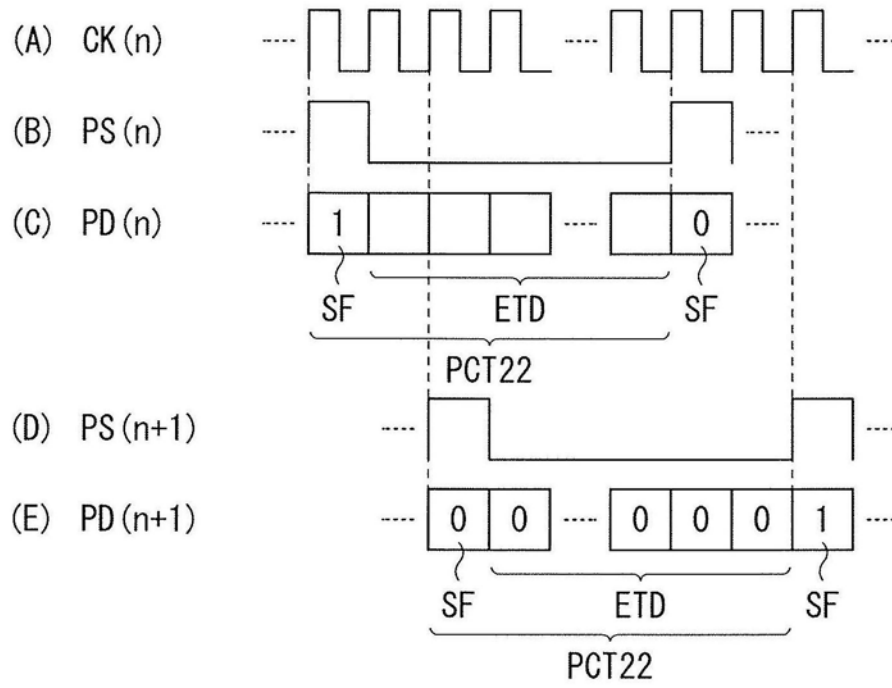 (A) CK(n)
(B) PS(n)
(C) PD(n) 1 0
SF ETD SF
PCT22
(D) PS(n+1)
(E) PD(n+1) 0 0 0 0 0 1
SF ETD SF
PCT22